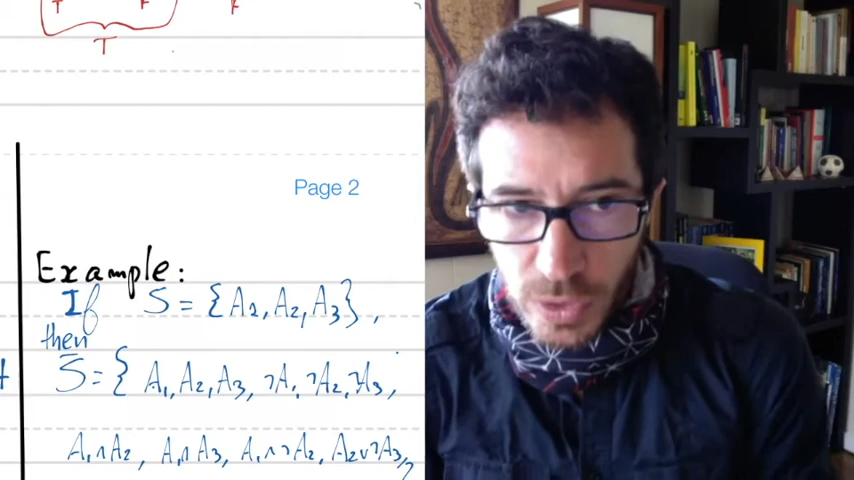 T
Page 2
Example:
If S = {A1, A2, A3},
then
S̅ = { A1, A2, A3, ¬A1, ¬A2, ¬A3,
A1∧A2, A1∧A3, A1∧¬A2, A2∨¬A3,